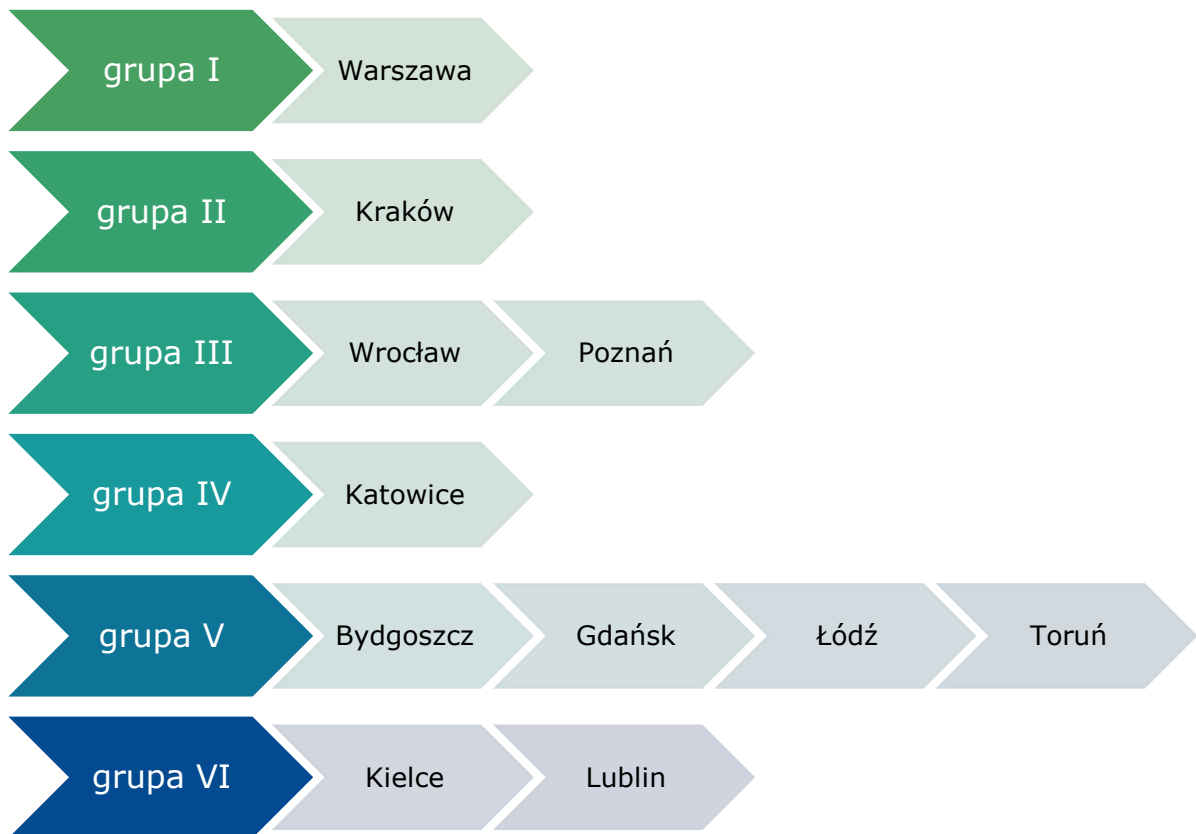 grupa I Warszawa
grupa II Kraków
grupa III Wrocław Poznań
grupa IV Katowice
grupa V Bydgoszcz Gdańsk Łódź Toruń
grupa VI Kielce Lublin